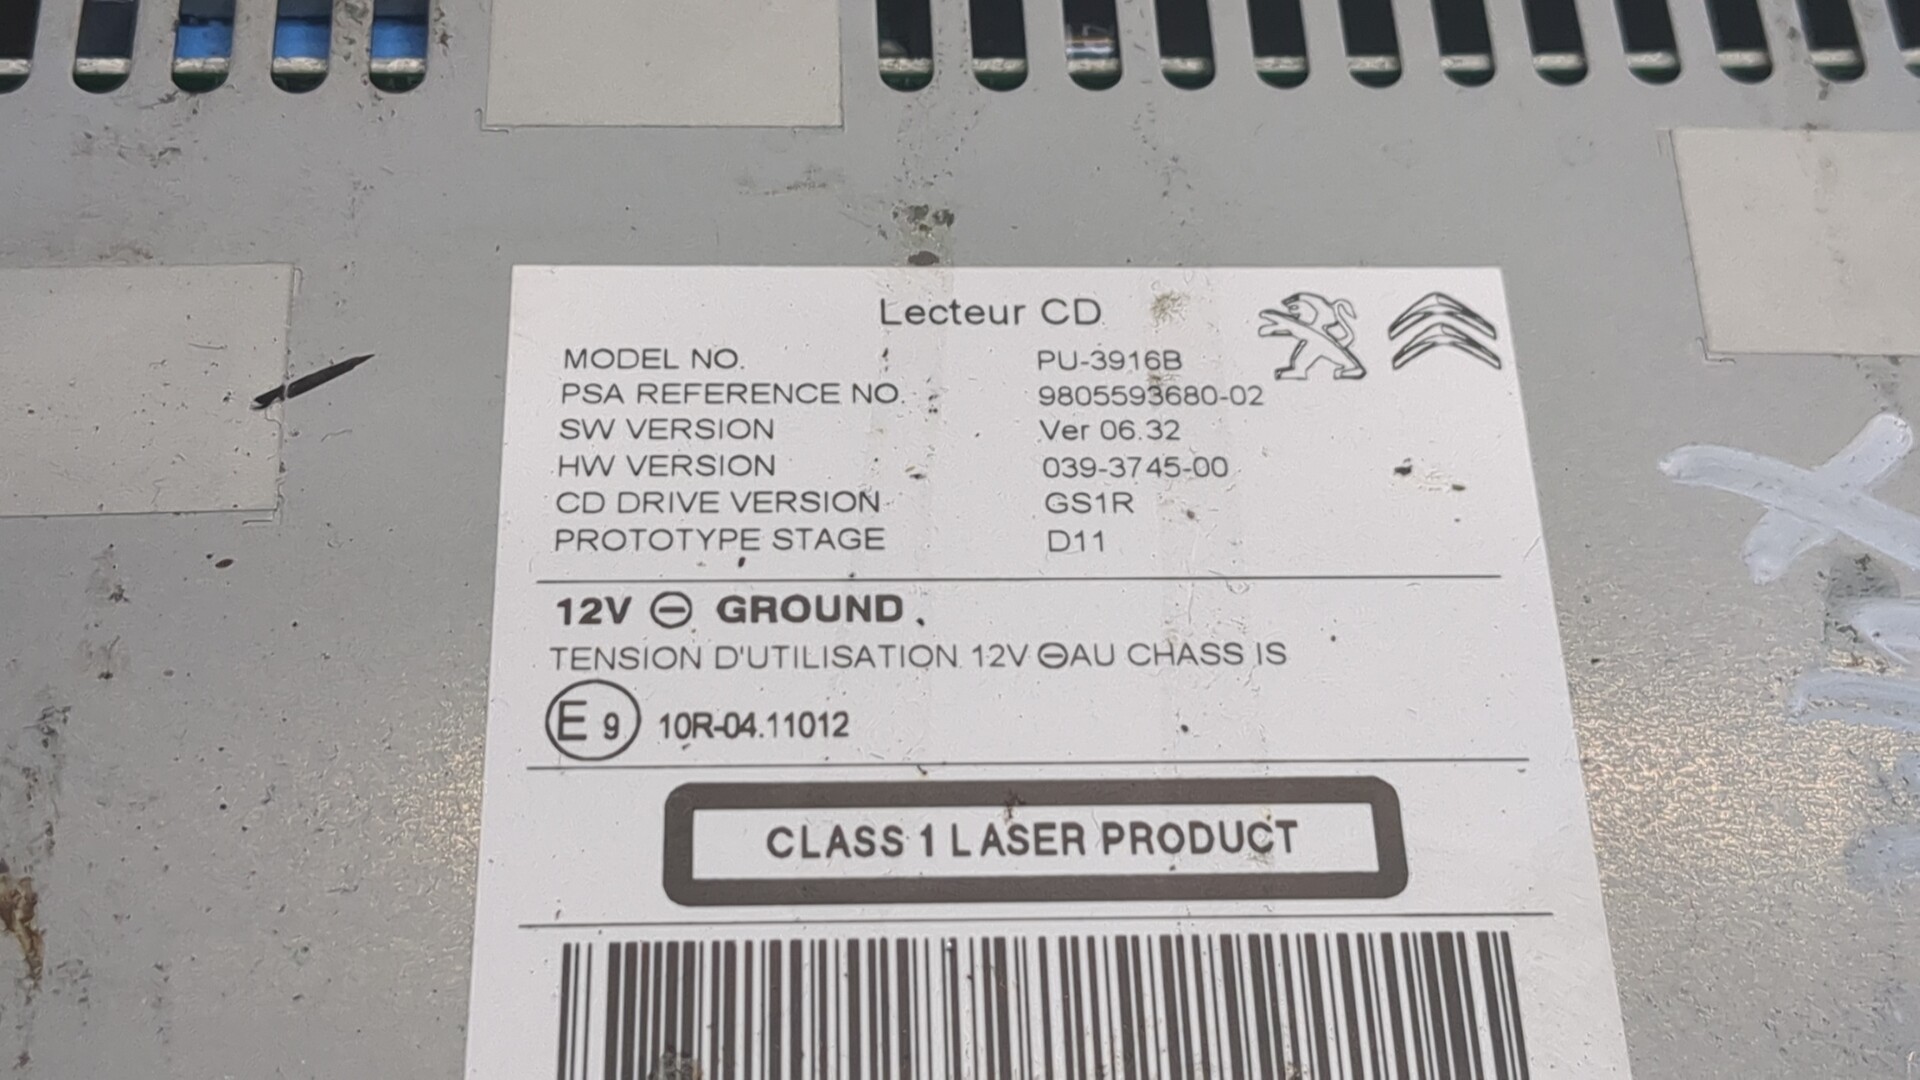 Lecteur CD
MODEL NO. PU-3916B
PSA REFERENCE NO. 9805593680-02
SW VERSION Ver 06.32
HW VERSION 039-3745-00
CD DRIVE VERSION GS1R
PROTOTYPE STAGE D11
12V ⊖ GROUND
TENSION D'UTILISATION 12V ⊖AU CHASS IS
E9 10R-04.11012
CLASS 1 LASER PRODUCT